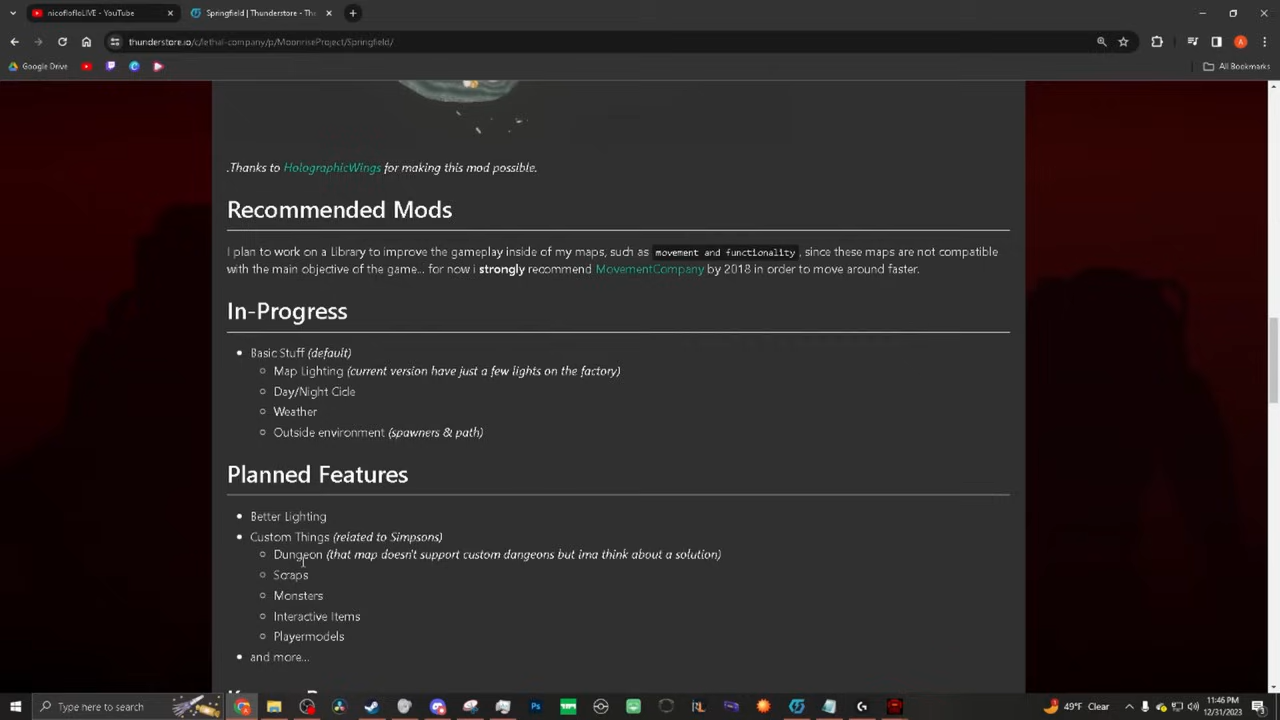 nicoflofloLIVE - YouTube
Springfield | Thunderstore - The
thunderstore.io/c/lethal-company/p/MoonriseProject/Springfield/
Google Drive
All Bookmarks
.Thanks to HolographicWings for making this mod possible.
Recommended Mods
I plan to work on a Library to improve the gameplay inside of my maps, such as movement and functionality, since these maps are not compatible
with the main objective of the game... for now i strongly recommend MovementCompany by 2018 in order to move around faster.
In-Progress
Basic Stuff (default)
Map Lighting (current version have just a few lights on the factory)
Day/Night Cicle
Weather
Outside environment (spawners & path)
Planned Features
Better Lighting
Custom Things (related to Simpsons)
Dungeon (that map doesn't support custom dangeons but ima think about a solution)
Scraps
Monsters
Interactive Items
Playermodels
and more...
Type here to search
49°F Clear
11:46 PM
12/31/2023